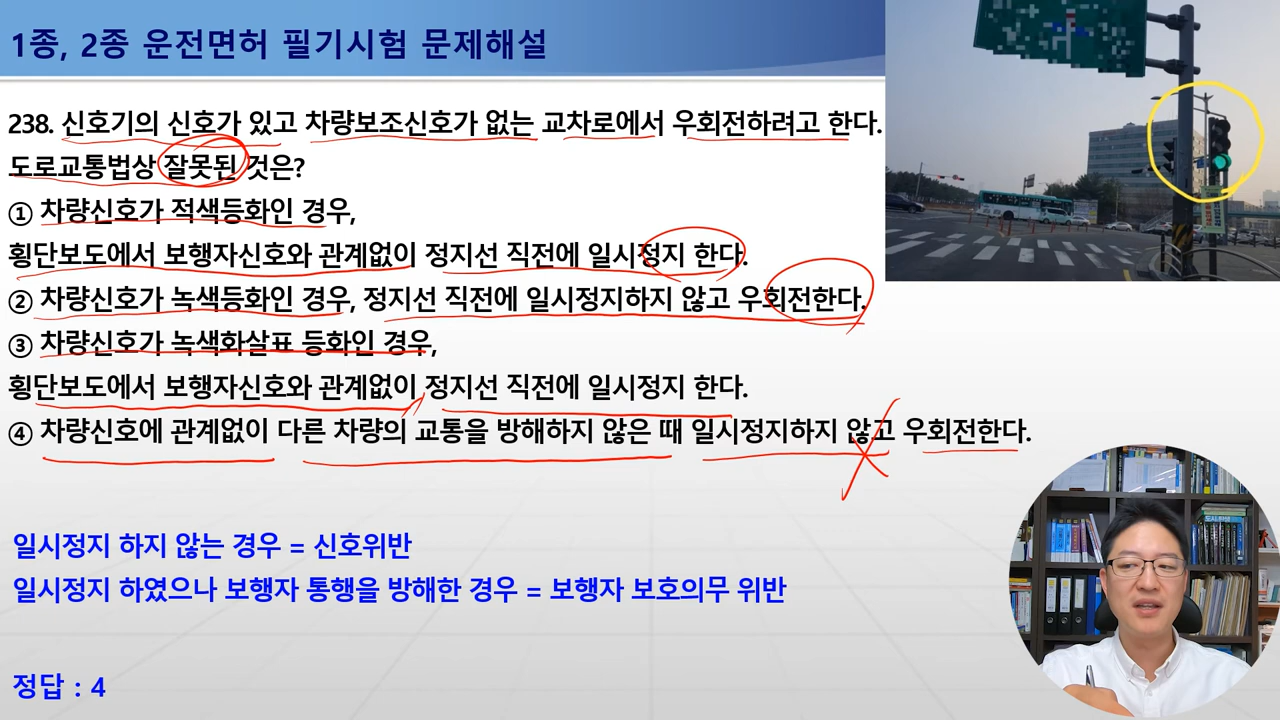 1종, 2종 운전면허 필기시험 문제해설
238. 신호기의 신호가 있고 차량보조신호가 없는 교차로에서 우회전하려고 한다.
도로교통법상 잘못된 것은?
① 차량신호가 적색등화인 경우,
횡단보도에서 보행자신호와 관계없이 정지선 직전에 일시정지 한다.
② 차량신호가 녹색등화인 경우, 정지선 직전에 일시정지하지 않고 우회전한다.
③ 차량신호가 녹색화살표 등화인 경우,
횡단보도에서 보행자신호와 관계없이 정지선 직전에 일시정지 한다.
④ 차량신호에 관계없이 다른 차량의 교통을 방해하지 않은 때 일시정지하지 않고 우회전한다.
일시정지 하지 않는 경우 = 신호위반
일시정지 하였으나 보행자 통행을 방해한 경우 = 보행자 보호의무 위반
정답 : 4